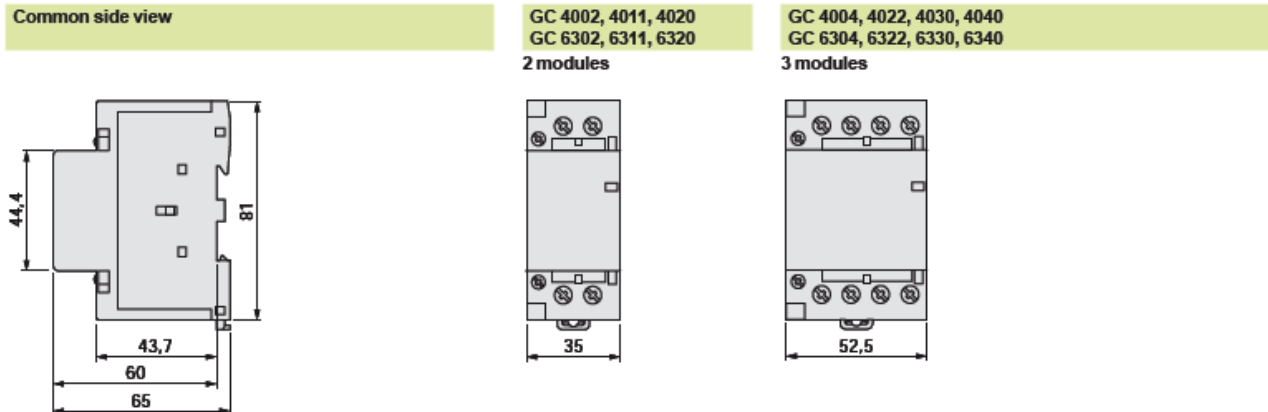 Common side view
GC 4002, 4011, 4020
GC 6302, 6311, 6320
2 modules
GC 4004, 4022, 4030, 4040
GC 6304, 6322, 6330, 6340
3 modules
44,4
81
43,7
60
65
35
52,5